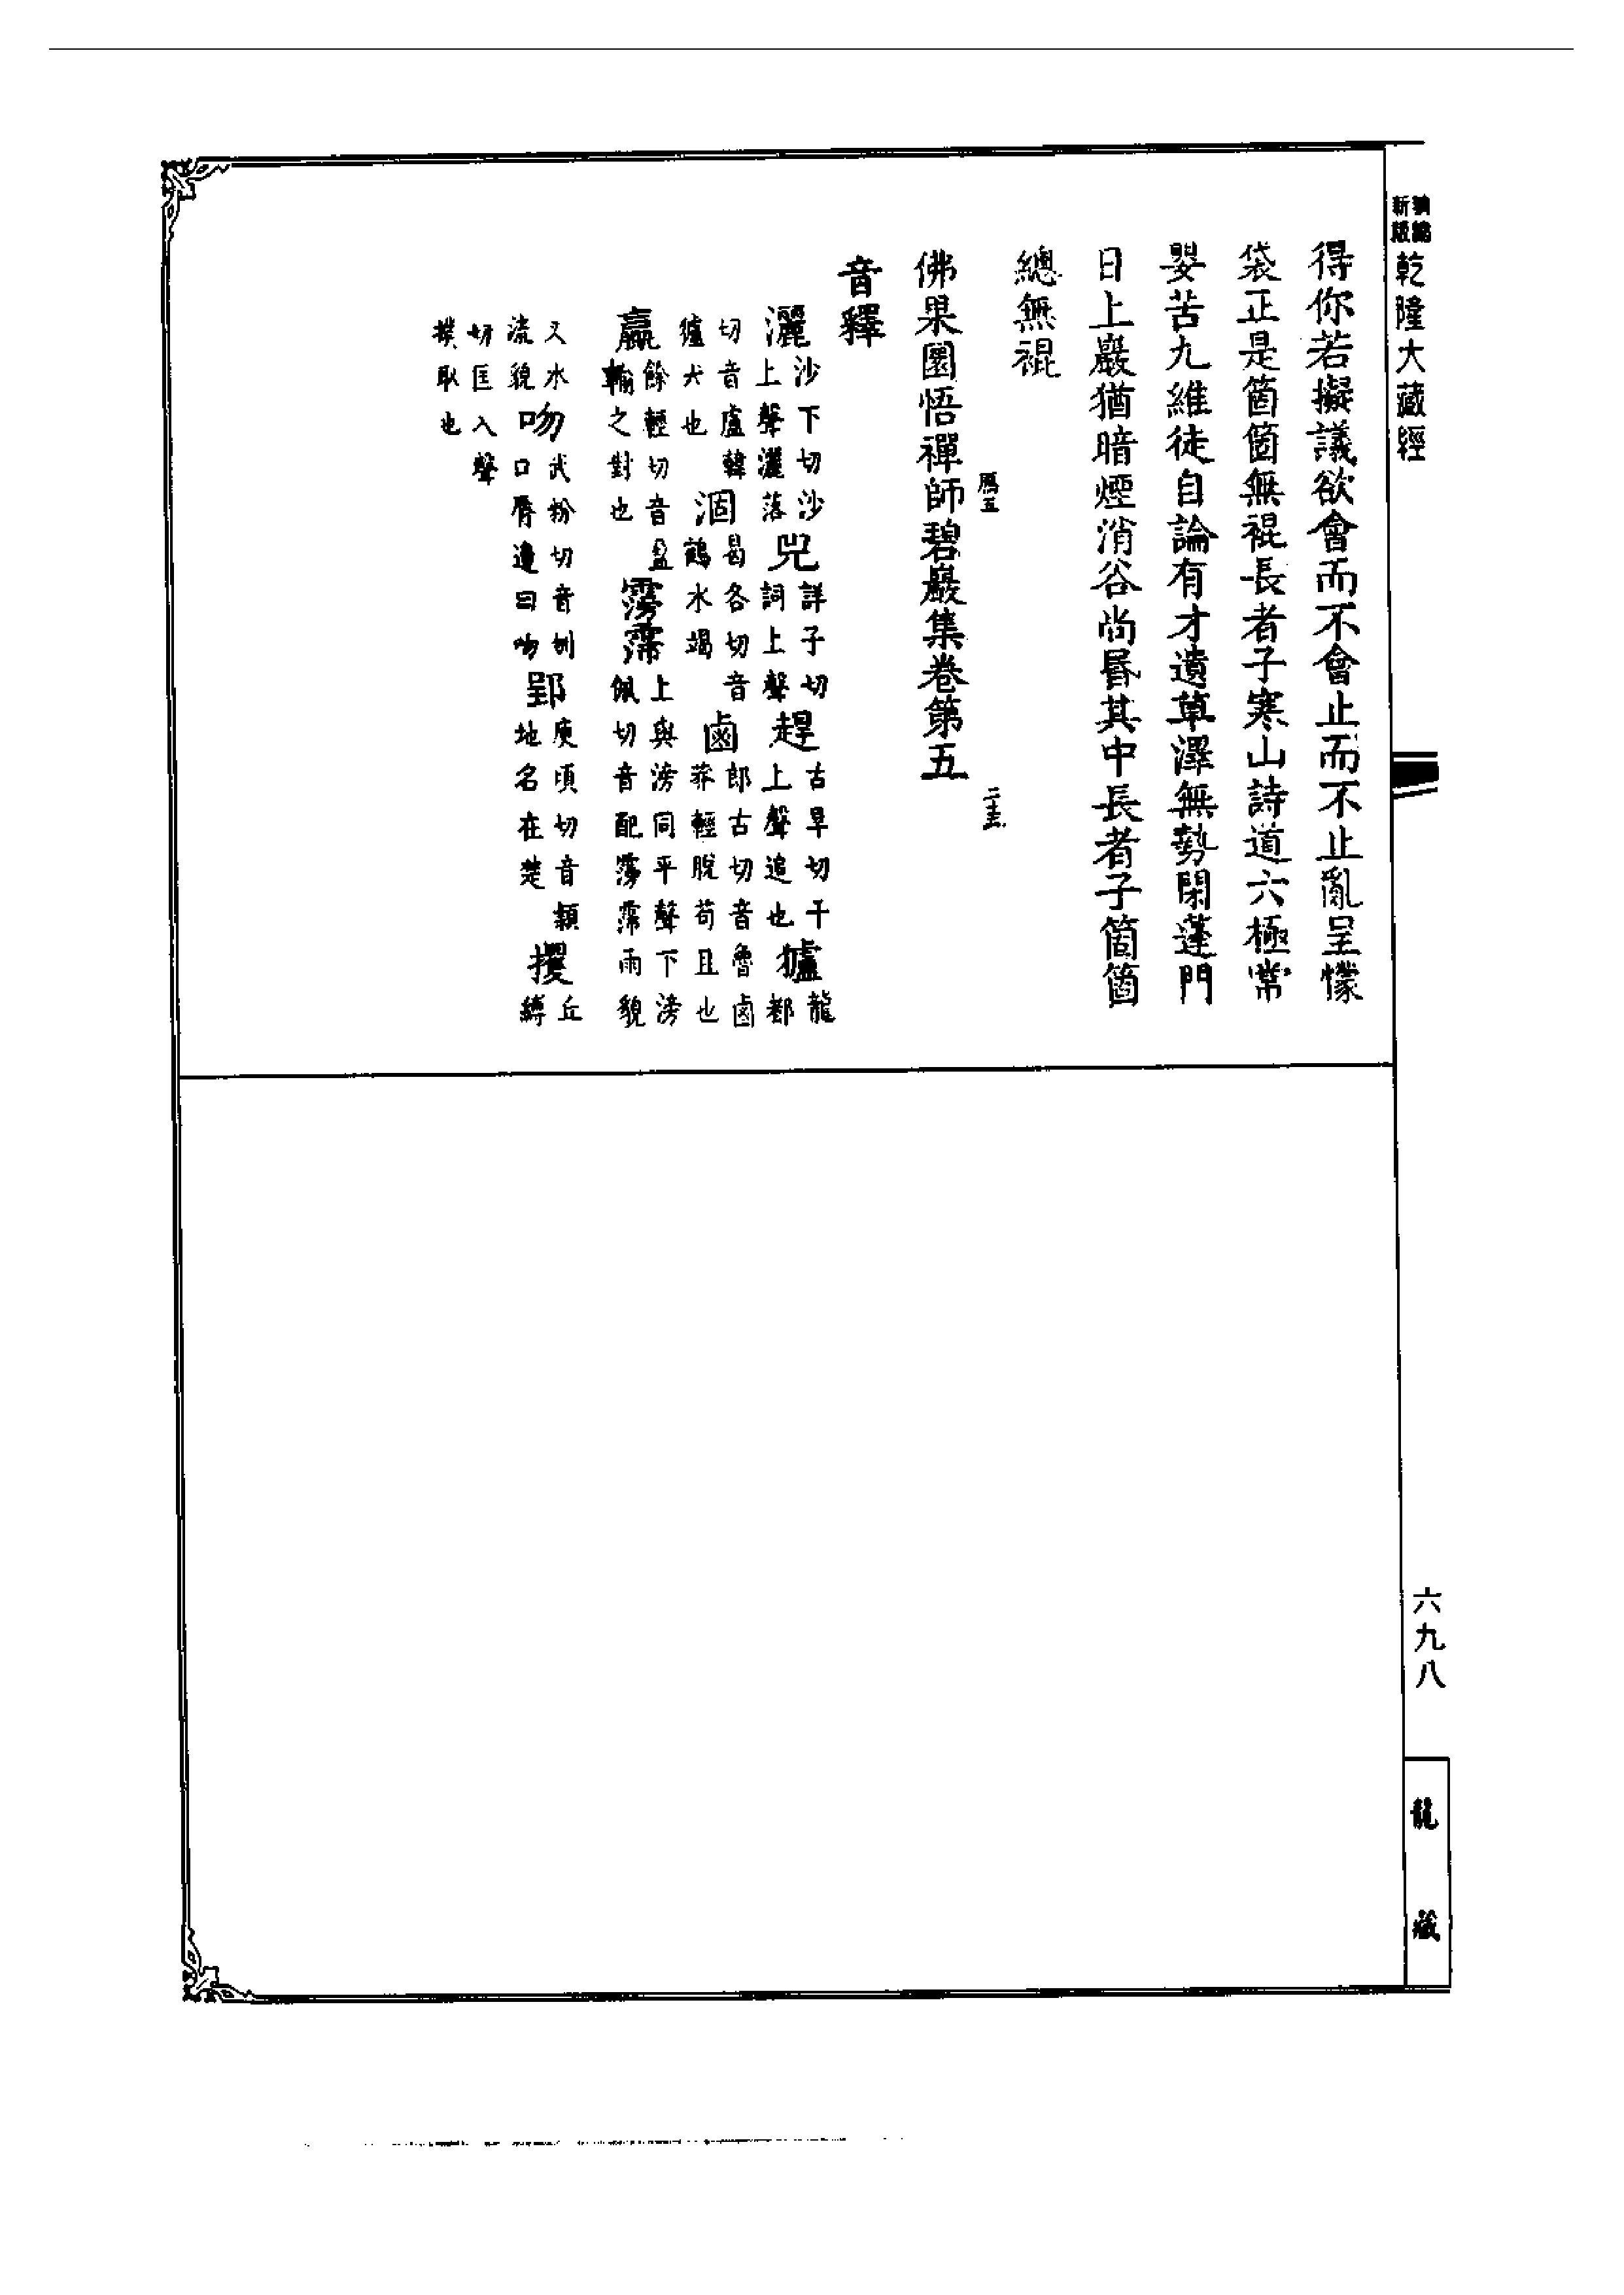 新版
乾隆大藏經
得你若擬議欲會而不會止而不止亂呈懞
袋正是箇箇無裩長者子寒山詩道六極常
嬰苦九維徒自論有才遺草澤無勢閉蓬門
日上巖猶暗煙消谷尚昏其中長者子箇箇
總無裩
佛果圜悟禪師碧巖集卷第五
音釋
灑 沙下切沙上聲灑落 兕 詳子切詞上聲 趕 古旱切干上聲追也 獹 龍都
切音盧韓獹犬也 涸 曷各切音鶴水竭 鹵 郎古切音魯鹵莽輕脫苟且也
贏 餘輕切音盈輸之對也 霶霈 上與滂同平聲下滂佩切音配霶霈雨貌
又水流貌 吻 武粉切音刎口脣邊曰吻 郢 庾頃切音穎地名在楚 攫 丘縛
切匡入聲撲取也
六九八
龍藏